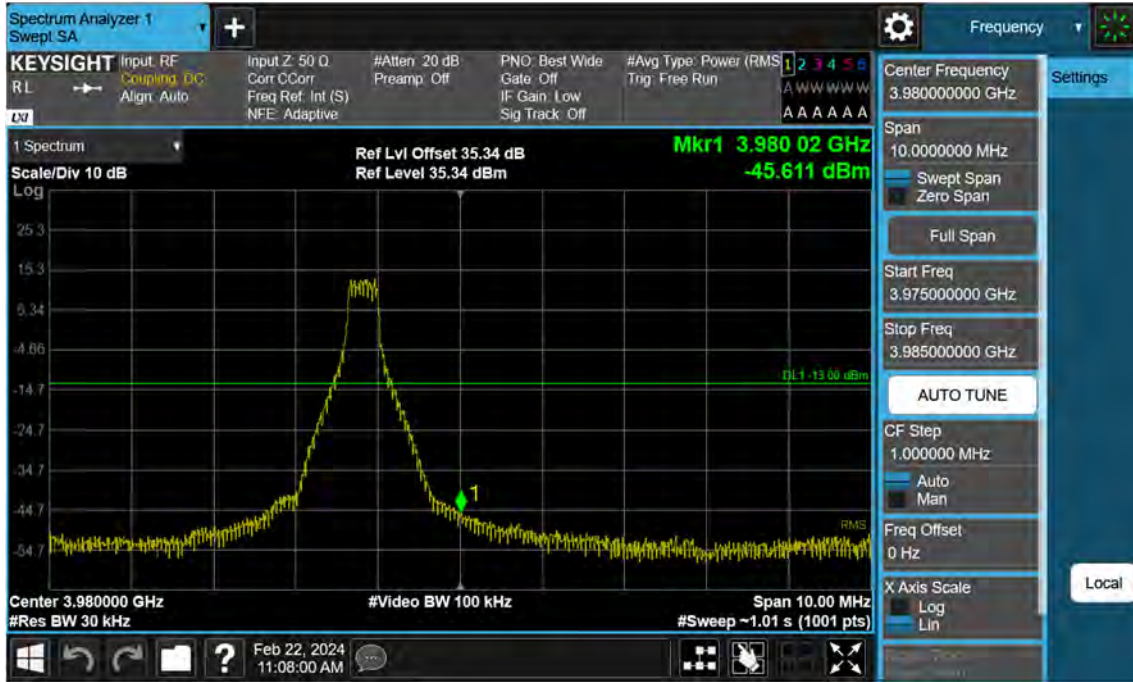 Spectrum Analyzer 1
Swept SA
+
Frequency
KEYSIGHT
RL
LXI
Input: RF
Coupling: DC
Align: Auto
Input Z: 50 Ω
Corr CCorr
Freq Ref: Int (S)
NFE: Adaptive
#Atten: 20 dB
Preamp: Off
PNO: Best Wide
Gate: Off
IF Gain: Low
Sig Track: Off
#Avg Type: Power (RMS
Trig: Free Run
1 2 3 4 5 6
A W W W W W
A A A A A A
1 Spectrum
Scale/Div 10 dB
Ref Lvl Offset 35.34 dB
Ref Level 35.34 dBm
Mkr1 3.980 02 GHz
-45.611 dBm
Log
25.3
15.3
5.34
-4.66
DL1 -13.00 dBm
-14.7
-24.7
-34.7
1
-44.7
RMS
-54.7
Center 3.980000 GHz
#Video BW 100 kHz
Span 10.00 MHz
#Res BW 30 kHz
#Sweep ~1.01 s (1001 pts)
Feb 22, 2024
11:08:00 AM
?
Center Frequency
3.980000000 GHz
Settings
Span
10.0000000 MHz
Swept Span
Zero Span
Full Span
Start Freq
3.975000000 GHz
Stop Freq
3.985000000 GHz
AUTO TUNE
CF Step
1.000000 MHz
Auto
Man
Freq Offset
0 Hz
X Axis Scale
Log
Lin
Local